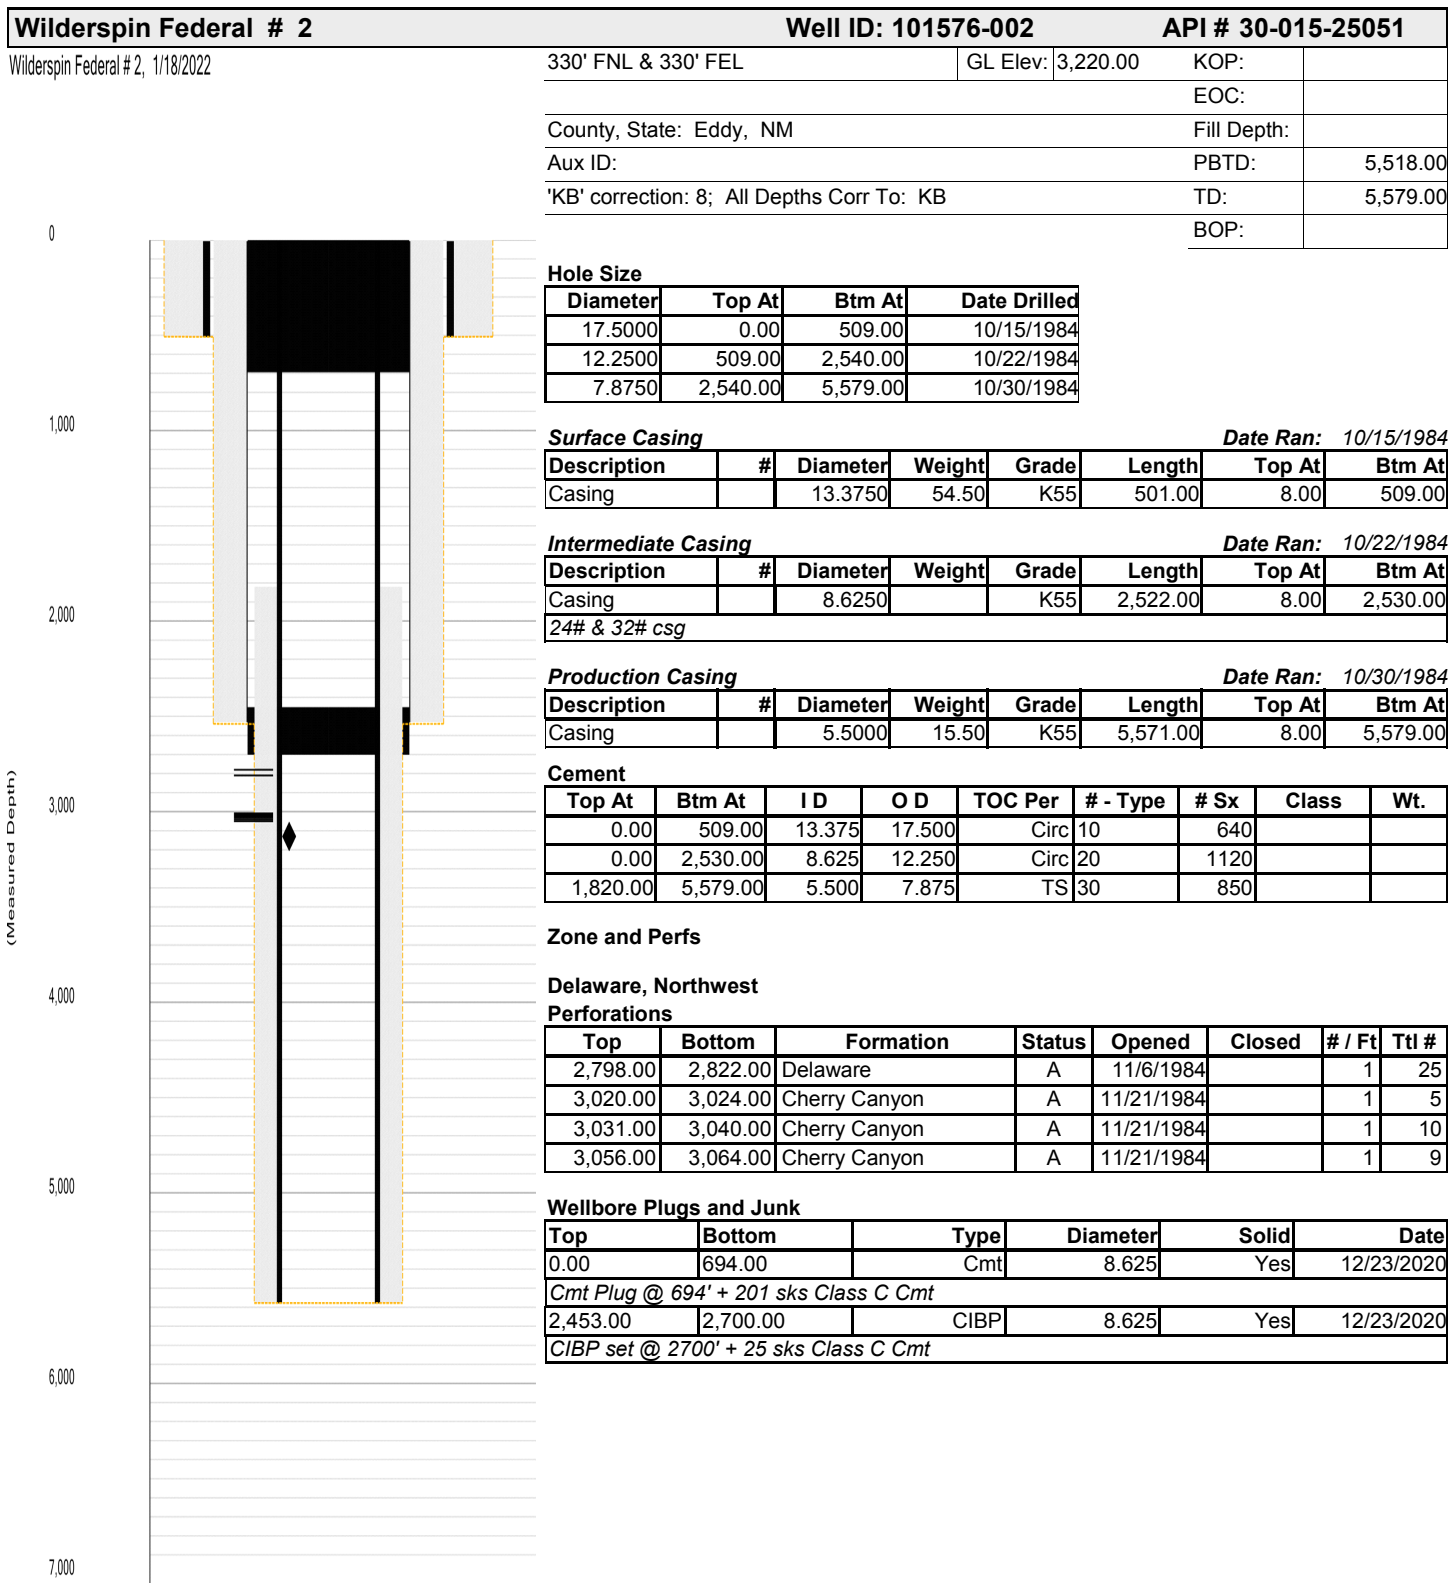 Wilderspin Federal # 2 Well ID: 101576-002 API # 30-015-25051
Wilderspin Federal # 2, 1/18/2022
330' FNL & 330' FEL GL Elev: 3,220.00 KOP:
EOC:
County, State: Eddy, NM Fill Depth:
Aux ID: PBTD: 5,518.00
'KB' correction: 8; All Depths Corr To: KB TD: 5,579.00
BOP:
0
1,000
2,000
3,000
4,000
5,000
6,000
7,000
(Measured Depth)
Hole Size
Diameter Top At Btm At Date Drilled
17.5000 0.00 509.00 10/15/1984
12.2500 509.00 2,540.00 10/22/1984
7.8750 2,540.00 5,579.00 10/30/1984
Surface Casing Date Ran: 10/15/1984
Description # Diameter Weight Grade Length Top At Btm At
Casing 13.3750 54.50 K55 501.00 8.00 509.00
Intermediate Casing Date Ran: 10/22/1984
Description # Diameter Weight Grade Length Top At Btm At
Casing 8.6250 K55 2,522.00 8.00 2,530.00
24# & 32# csg
Production Casing Date Ran: 10/30/1984
Description # Diameter Weight Grade Length Top At Btm At
Casing 5.5000 15.50 K55 5,571.00 8.00 5,579.00
Cement
Top At Btm At I D O D TOC Per # - Type # Sx Class Wt.
0.00 509.00 13.375 17.500 Circ 10 640
0.00 2,530.00 8.625 12.250 Circ 20 1120
1,820.00 5,579.00 5.500 7.875 TS 30 850
Zone and Perfs
Delaware, Northwest
Perforations
Top Bottom Formation Status Opened Closed # / Ft Ttl #
2,798.00 2,822.00 Delaware A 11/6/1984 1 25
3,020.00 3,024.00 Cherry Canyon A 11/21/1984 1 5
3,031.00 3,040.00 Cherry Canyon A 11/21/1984 1 10
3,056.00 3,064.00 Cherry Canyon A 11/21/1984 1 9
Wellbore Plugs and Junk
Top Bottom Type Diameter Solid Date
0.00 694.00 Cmt 8.625 Yes 12/23/2020
Cmt Plug @ 694' + 201 sks Class C Cmt
2,453.00 2,700.00 CIBP 8.625 Yes 12/23/2020
CIBP set @ 2700' + 25 sks Class C Cmt